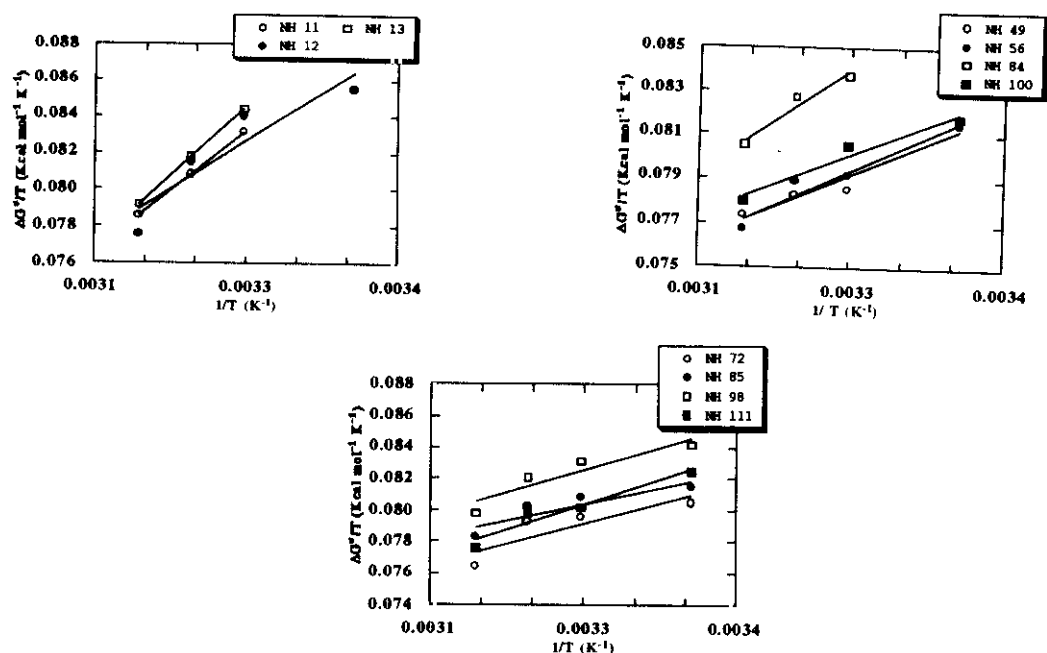 NH 11 NH 13
NH 12
0.088
0.086
0.084
0.082
0.080
0.078
0.076
ΔG#/T (Kcal mol-1 K-1)
0.0031 0.0033 0.0034
1/T (K-1)
NH 49
NH 56
NH 84
NH 100
0.085
0.083
0.081
0.079
0.077
0.075
ΔG#/T (Kcal mol-1 K-1)
0.0031 0.0033 0.0034
1/ T (K-1)
NH 72
NH 85
NH 98
NH 111
0.088
0.086
0.084
0.082
0.080
0.078
0.076
0.074
ΔG#/T (Kcal mol-1 K-1)
0.0031 0.0033 0.0034
1/T (K-1)